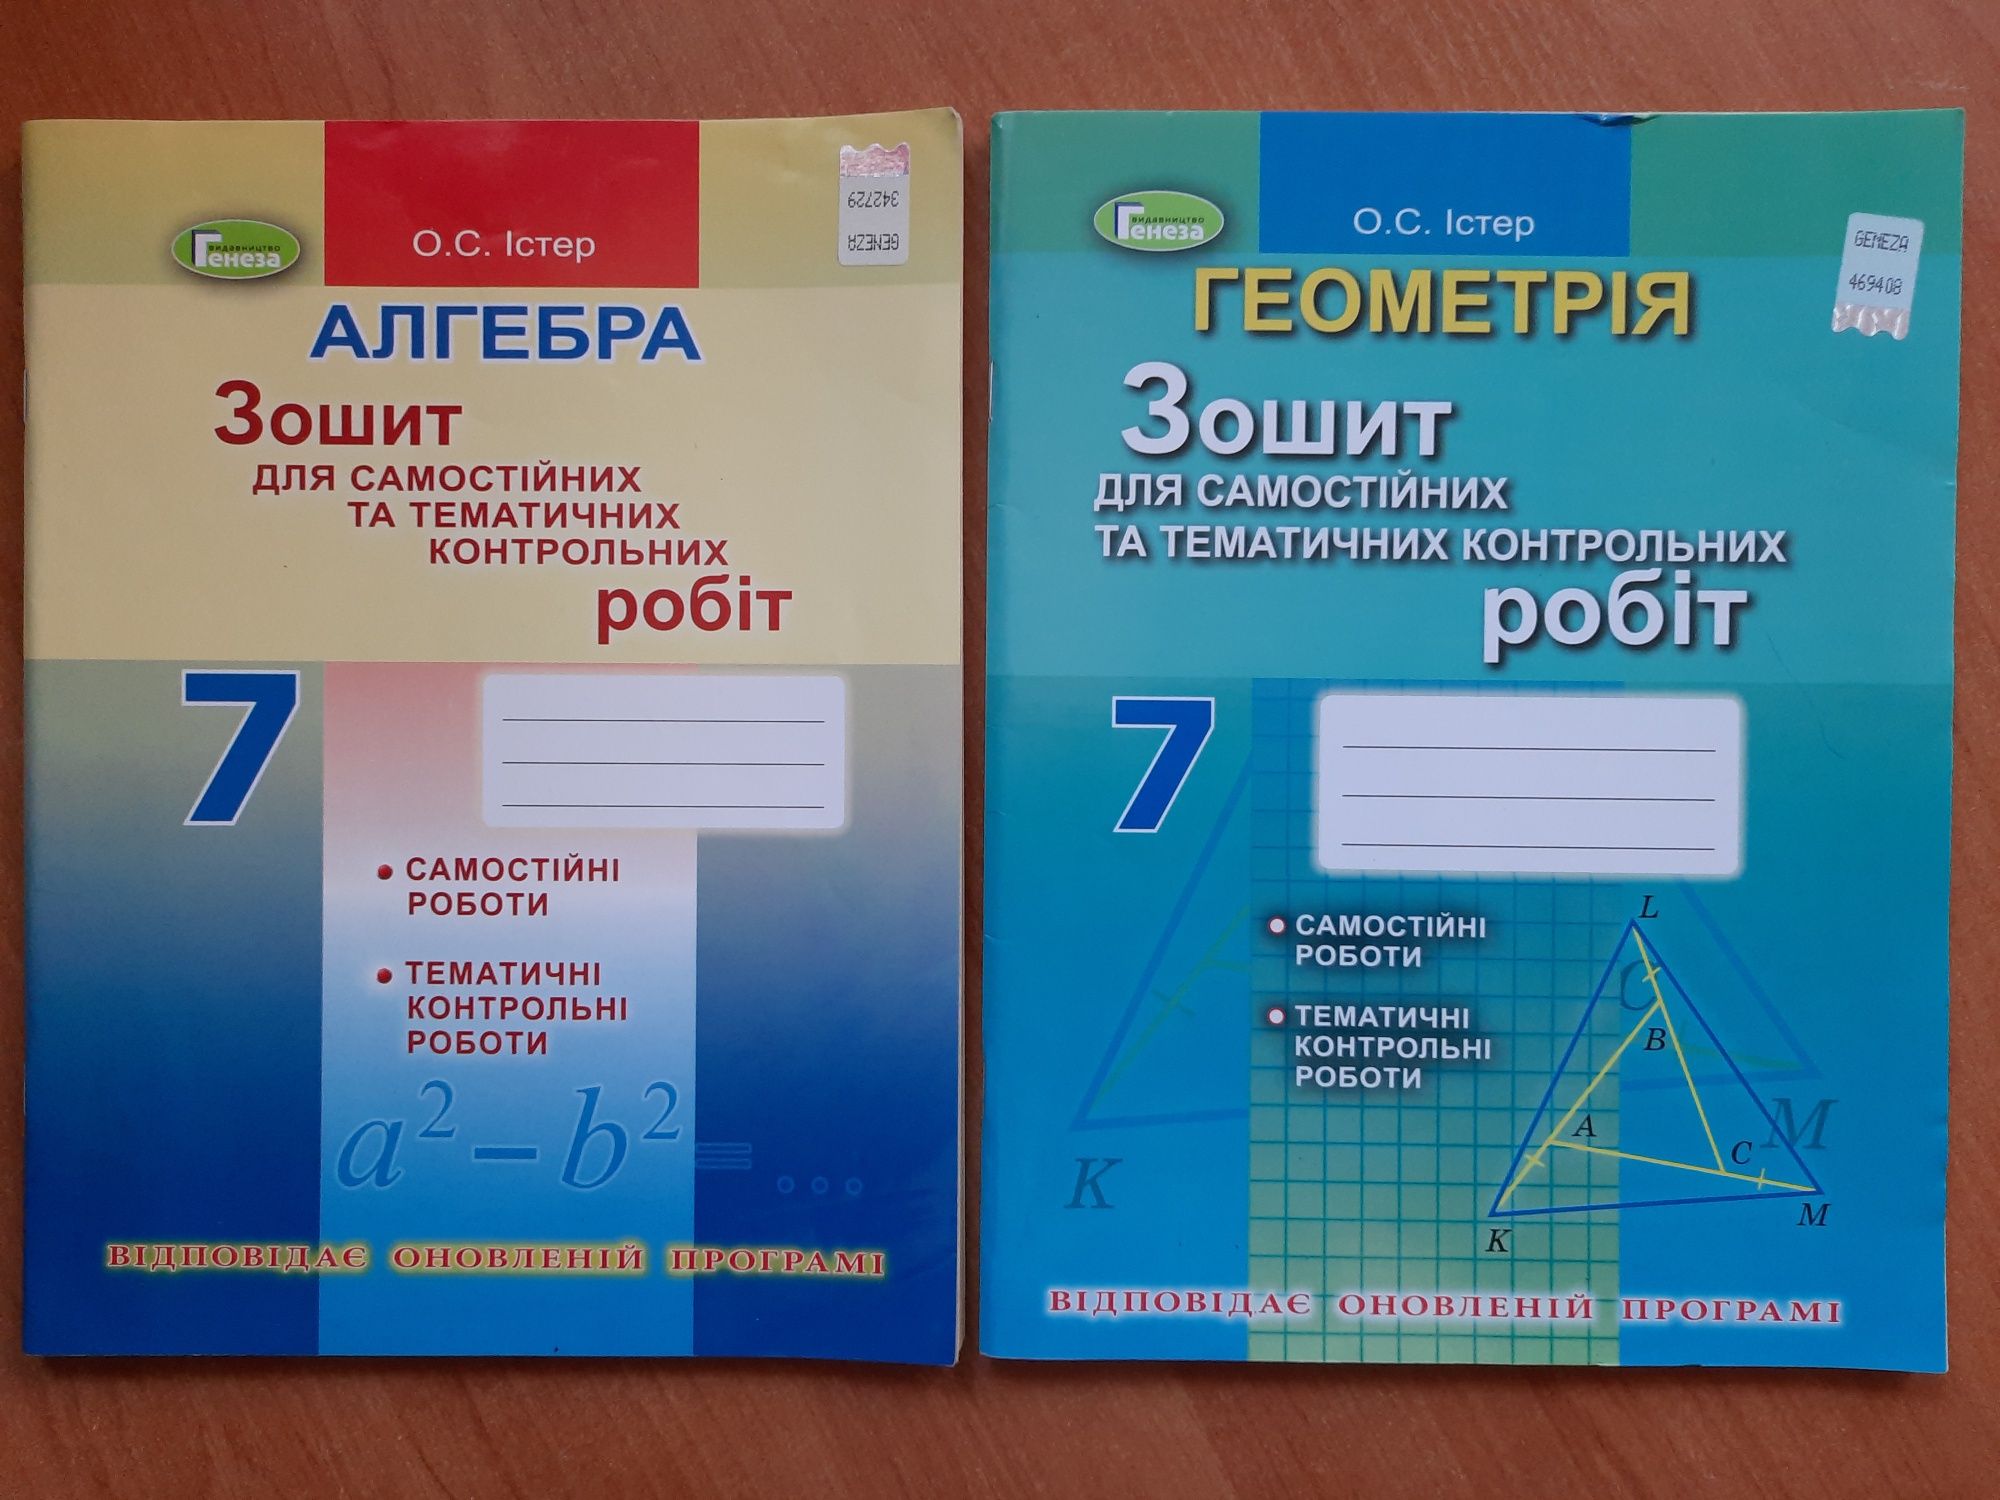 видавництво
Генеза
О.С. Істер
342729
GENEZA
АЛГЕБРА
Зошит
ДЛЯ САМОСТІЙНИХ
ТА ТЕМАТИЧНИХ
КОНТРОЛЬНИХ
робіт
7
• САМОСТІЙНІ
РОБОТИ
• ТЕМАТИЧНІ
КОНТРОЛЬНІ
РОБОТИ
a² – b² = ...
ВІДПОВІДАЄ ОНОВЛЕНІЙ ПРОГРАМІ
видавництво
Генеза
О.С. Істер
GENEZA
469408
ГЕОМЕТРІЯ
Зошит
ДЛЯ САМОСТІЙНИХ
ТА ТЕМАТИЧНИХ КОНТРОЛЬНИХ
робіт
7
• САМОСТІЙНІ
РОБОТИ
• ТЕМАТИЧНІ
КОНТРОЛЬНІ
РОБОТИ
L
C
B
A
C
M
K
M
K
ВІДПОВІДАЄ ОНОВЛЕНІЙ ПРОГРАМІ